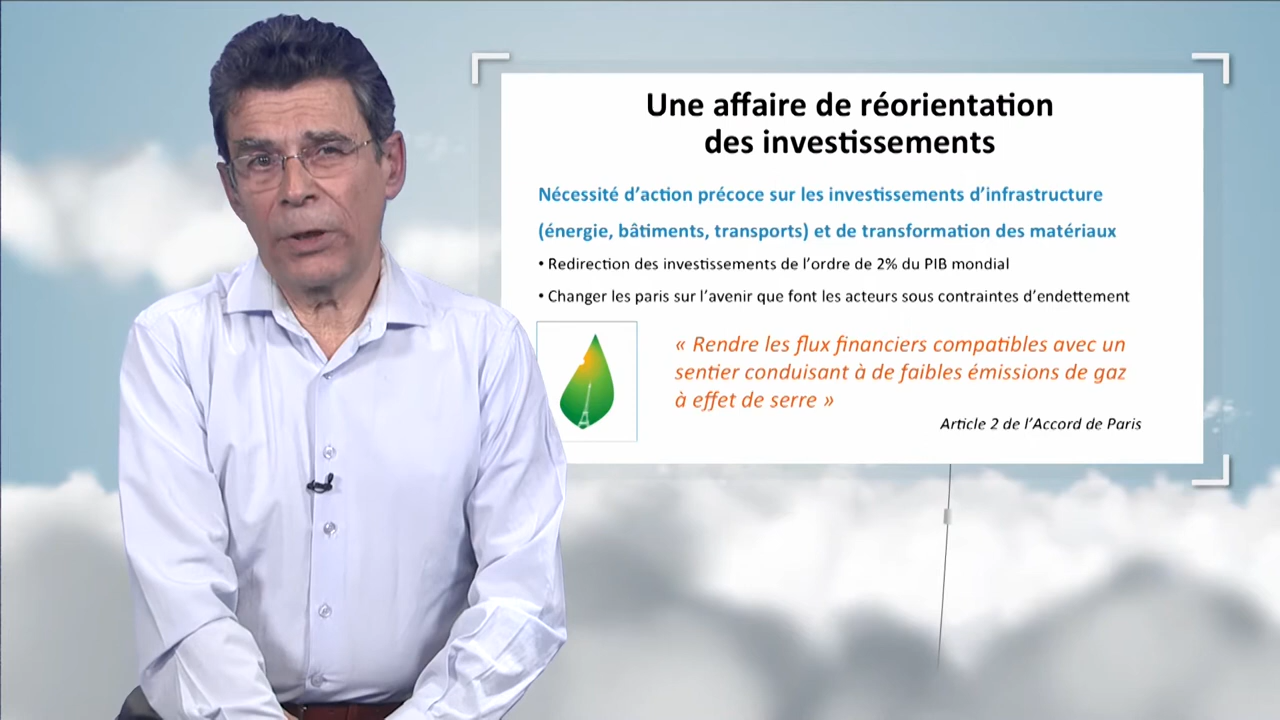 Une affaire de réorientation
des investissements
Nécessité d’action précoce sur les investissements d’infrastructure
(énergie, bâtiments, transports) et de transformation des matériaux
• Redirection des investissements de l’ordre de 2% du PIB mondial
• Changer les paris sur l’avenir que font les acteurs sous contraintes d’endettement
« Rendre les flux financiers compatibles avec un
sentier conduisant à de faibles émissions de gaz
à effet de serre »
Article 2 de l’Accord de Paris